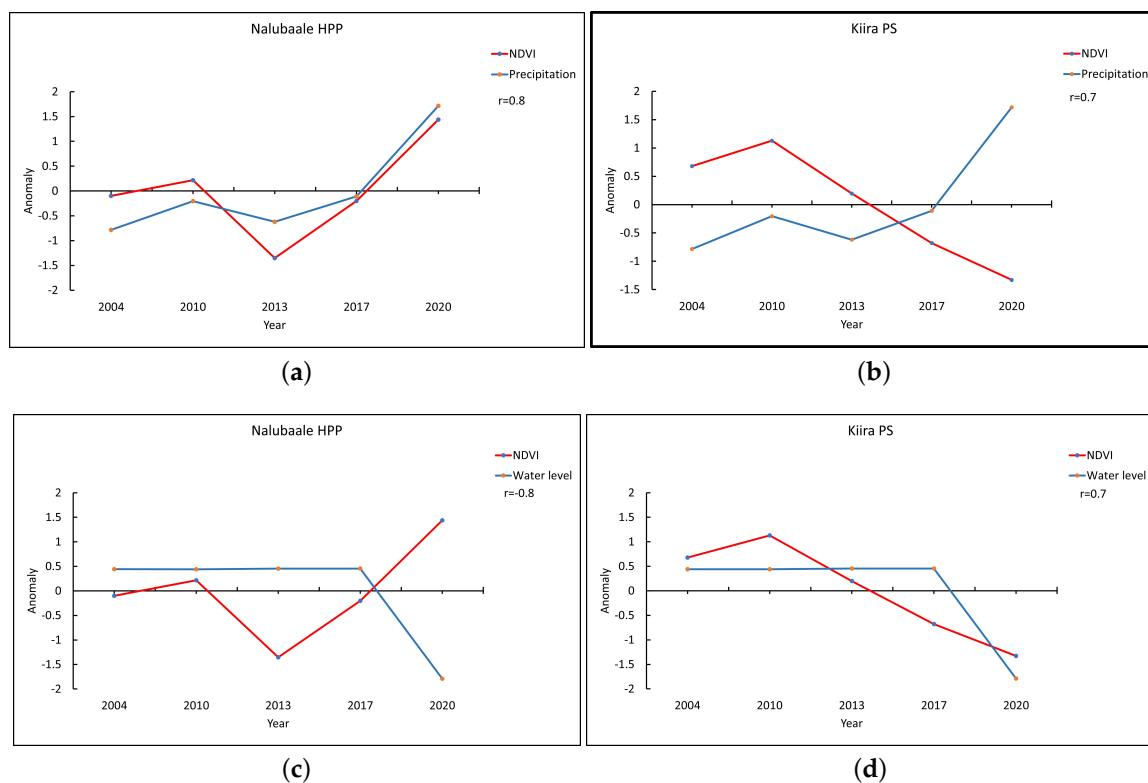 Nalubaale HPP
NDVI
Precipitation
r=0.8
2
1.5
1
0.5
0
-0.5
-1
-1.5
-2
Anomaly
2004 2010 2013 2017 2020
Year
(a)
Kiira PS
NDVI
Precipitation
r=0.7
2
1.5
1
0.5
0
-0.5
-1
-1.5
Anomaly
2004 2010 2013 2017 2020
Year
(b)
Nalubaale HPP
NDVI
Water level
r=-0.8
2
1.5
1
0.5
0
-0.5
-1
-1.5
-2
Anomaly
2004 2010 2013 2017 2020
Year
(c)
Kiira PS
NDVI
Water level
r=0.7
2
1.5
1
0.5
0
-0.5
-1
-1.5
-2
Anomaly
2004 2010 2013 2017 2020
Year
(d)